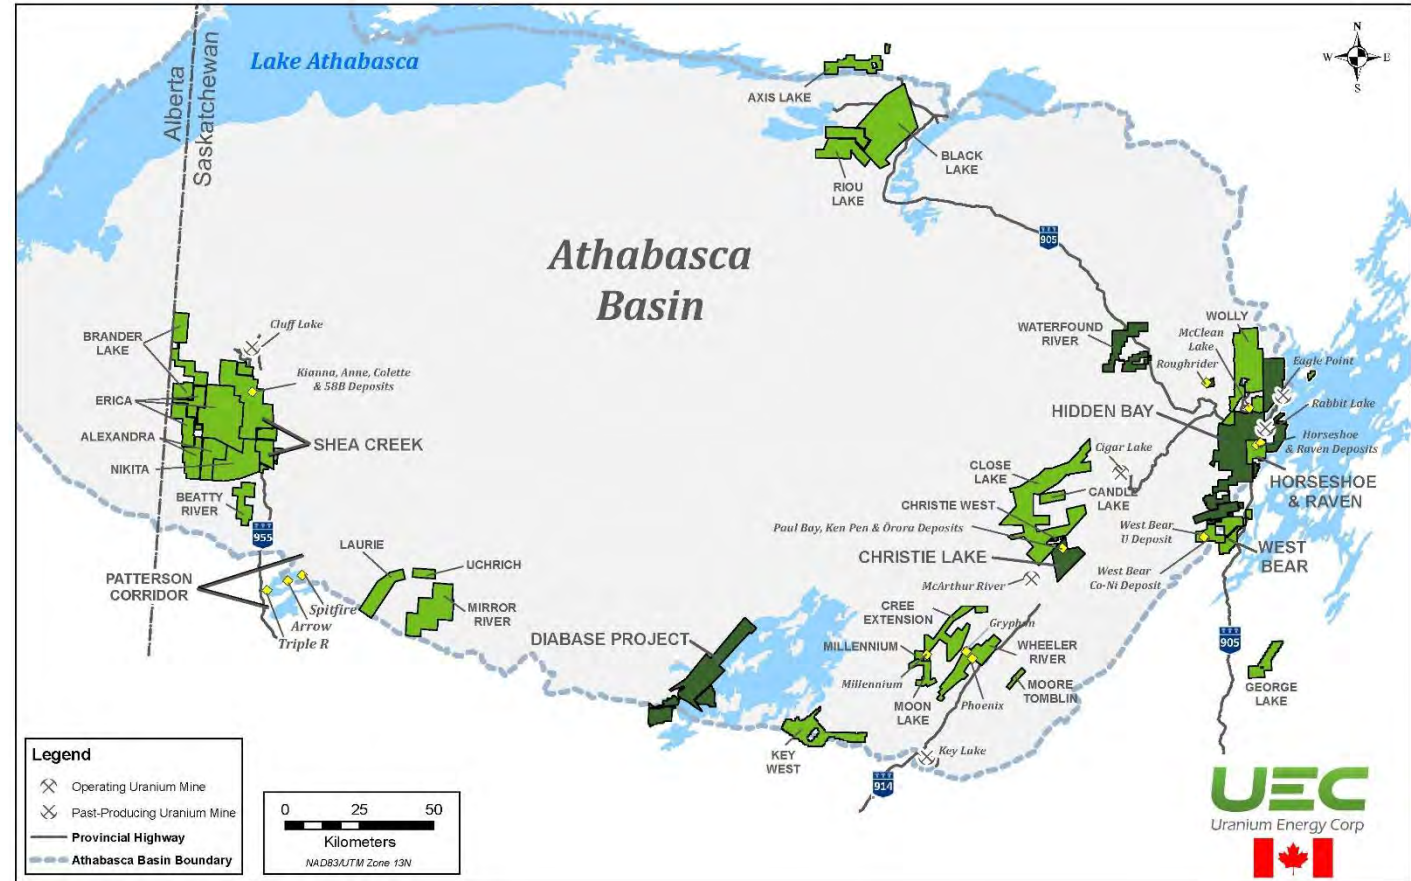 N
W
E
S
Lake Athabasca
Alberta
Saskatchewan
AXIS LAKE
BLACK
LAKE
RIOU
LAKE
905
Athabasca
Basin
WATERFOUND
RIVER
WOLLY
McClean
Lake
Roughrider
Eagle Point
Rabbit Lake
HIDDEN BAY
Horseshoe
& Raven Deposits
HORSESHOE
& RAVEN
BRANDER
LAKE
Cluff Lake
Kianna, Anne, Colette
& 58B Deposits
ERICA
ALEXANDRA
SHEA CREEK
NIKITA
BEATTY
RIVER
955
Cigar Lake
CLOSE
LAKE
CANDLE
LAKE
CHRISTIE WEST
Paul Bay, Ken Pen & Örora Deposits
CHRISTIE LAKE
McArthur River
West Bear
U Deposit
WEST
BEAR
West Bear
Co-Ni Deposit
PATTERSON
CORRIDOR
LAURIE
UCHRICH
MIRROR
RIVER
Spitfire
Arrow
Triple R
DIABASE PROJECT
CREE
EXTENSION
Gryphon
MILLENNIUM
WHEELER
RIVER
Millennium
MOON
LAKE
Phoenix
MOORE
TOMBLIN
905
GEORGE
LAKE
KEY
WEST
Key Lake
914
Legend
Operating Uranium Mine
Past-Producing Uranium Mine
Provincial Highway
Athabasca Basin Boundary
0 25 50
Kilometers
NAD83/UTM Zone 13N
UEC
Uranium Energy Corp